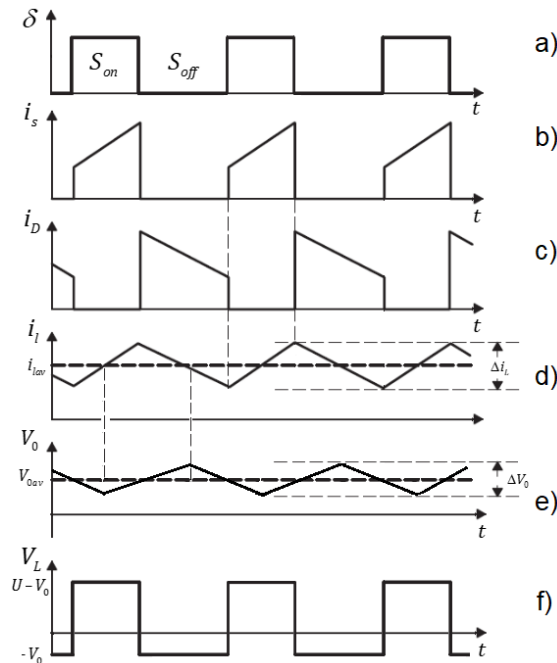 δ
a)
S_on S_off
t
i_s
b)
t
i_D
c)
t
i_l
i_lav
Δi_L
d)
V_0
V_0av
ΔV_0
e)
t
V_L
U - V_0
f)
- V_0
t